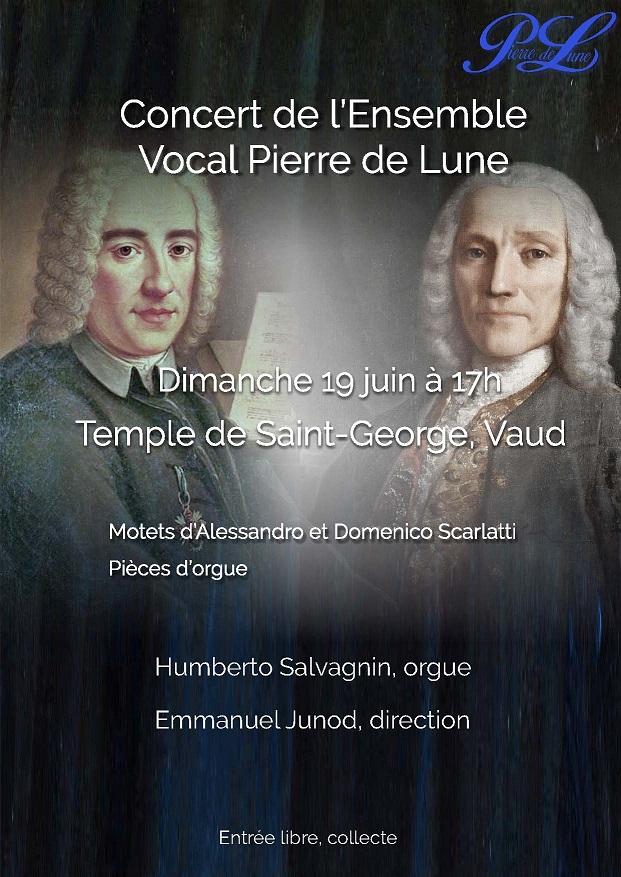 Pierre de Lune
Concert de l'Ensemble
Vocal Pierre de Lune
Dimanche 19 juin à 17h
Temple de Saint-George, Vaud
Motets d'Alessandro et Domenico Scarlatti
Pièces d'orgue
Humberto Salvagnin, orgue
Emmanuel Junod, direction
Entrée libre, collecte